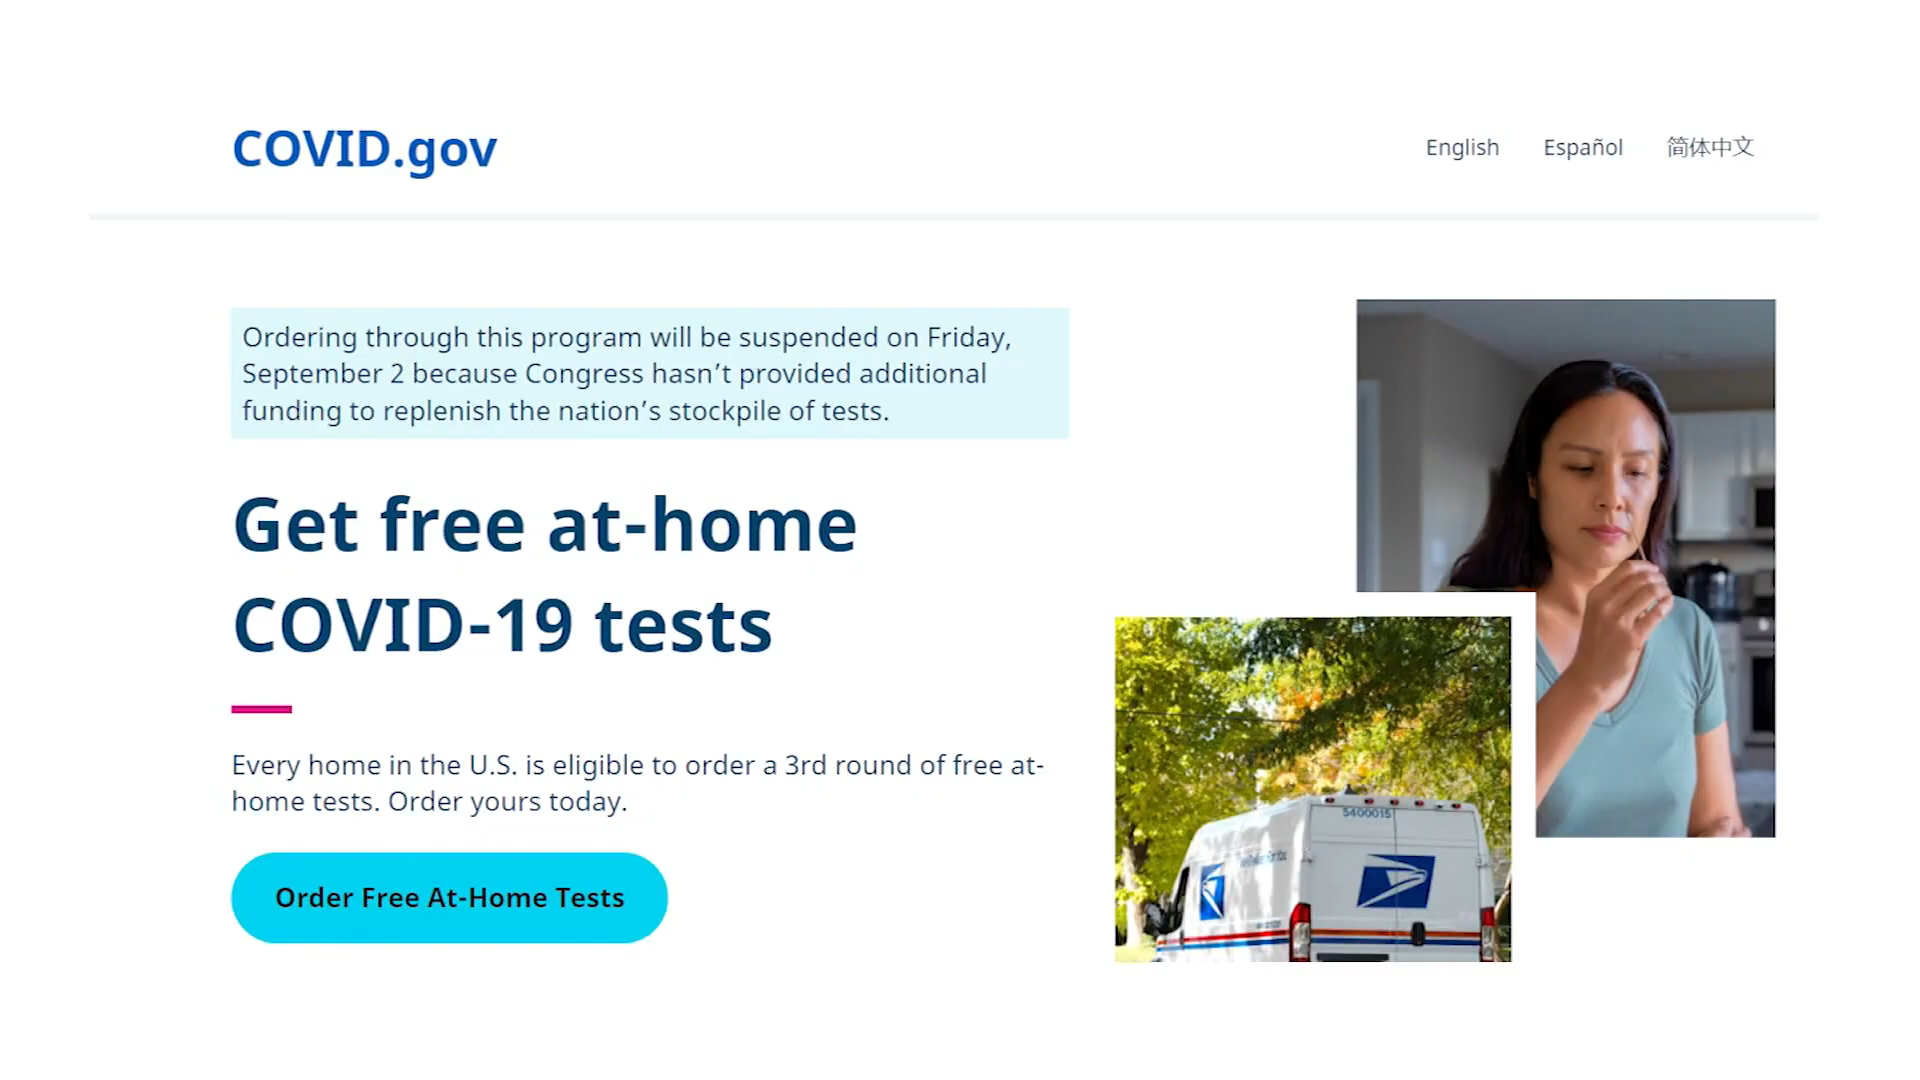 COVID.gov
English Español 简体中文
Ordering through this program will be suspended on Friday,
September 2 because Congress hasn’t provided additional
funding to replenish the nation’s stockpile of tests.
Get free at-home
COVID-19 tests
Every home in the U.S. is eligible to order a 3rd round of free at-
home tests. Order yours today.
Order Free At-Home Tests
5400015